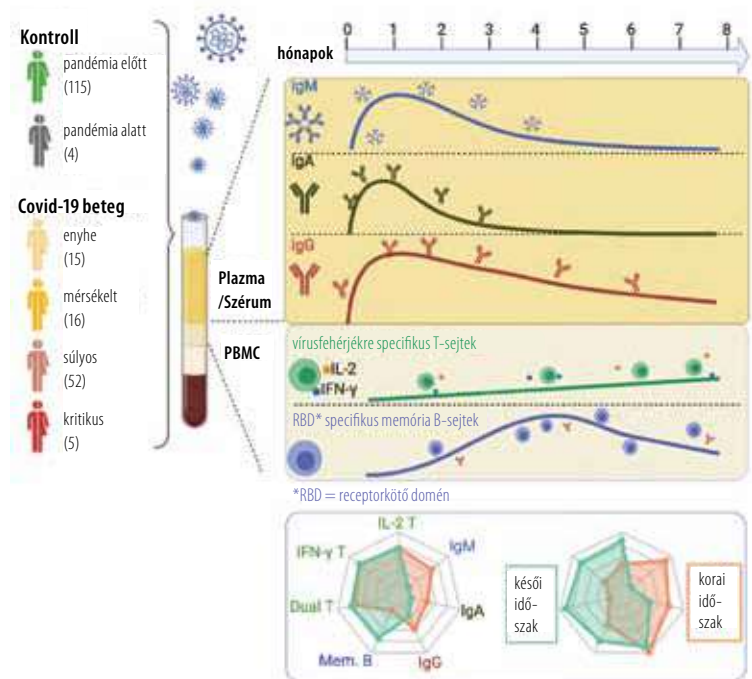 Kontroll
pandémia előtt
(115)
pandémia alatt
(4)
Covid-19 beteg
enyhe
(15)
mérsékelt
(16)
súlyos
(52)
kritikus
(5)
Plazma
/Szérum
PBMC
hónapok
0 1 2 3 4 5 6 7 8
IgM
IgA
IgG
vírusfehérjékre specifikus T-sejtek
IL-2
IFN-γ
RBD* specifikus memória B-sejtek
*RBD = receptorkötő domén
IL-2 T
IFN-γ T
IgM
Dual T
IgA
Mem. B
IgG
késői
idő-
szak
korai
idő-
szak